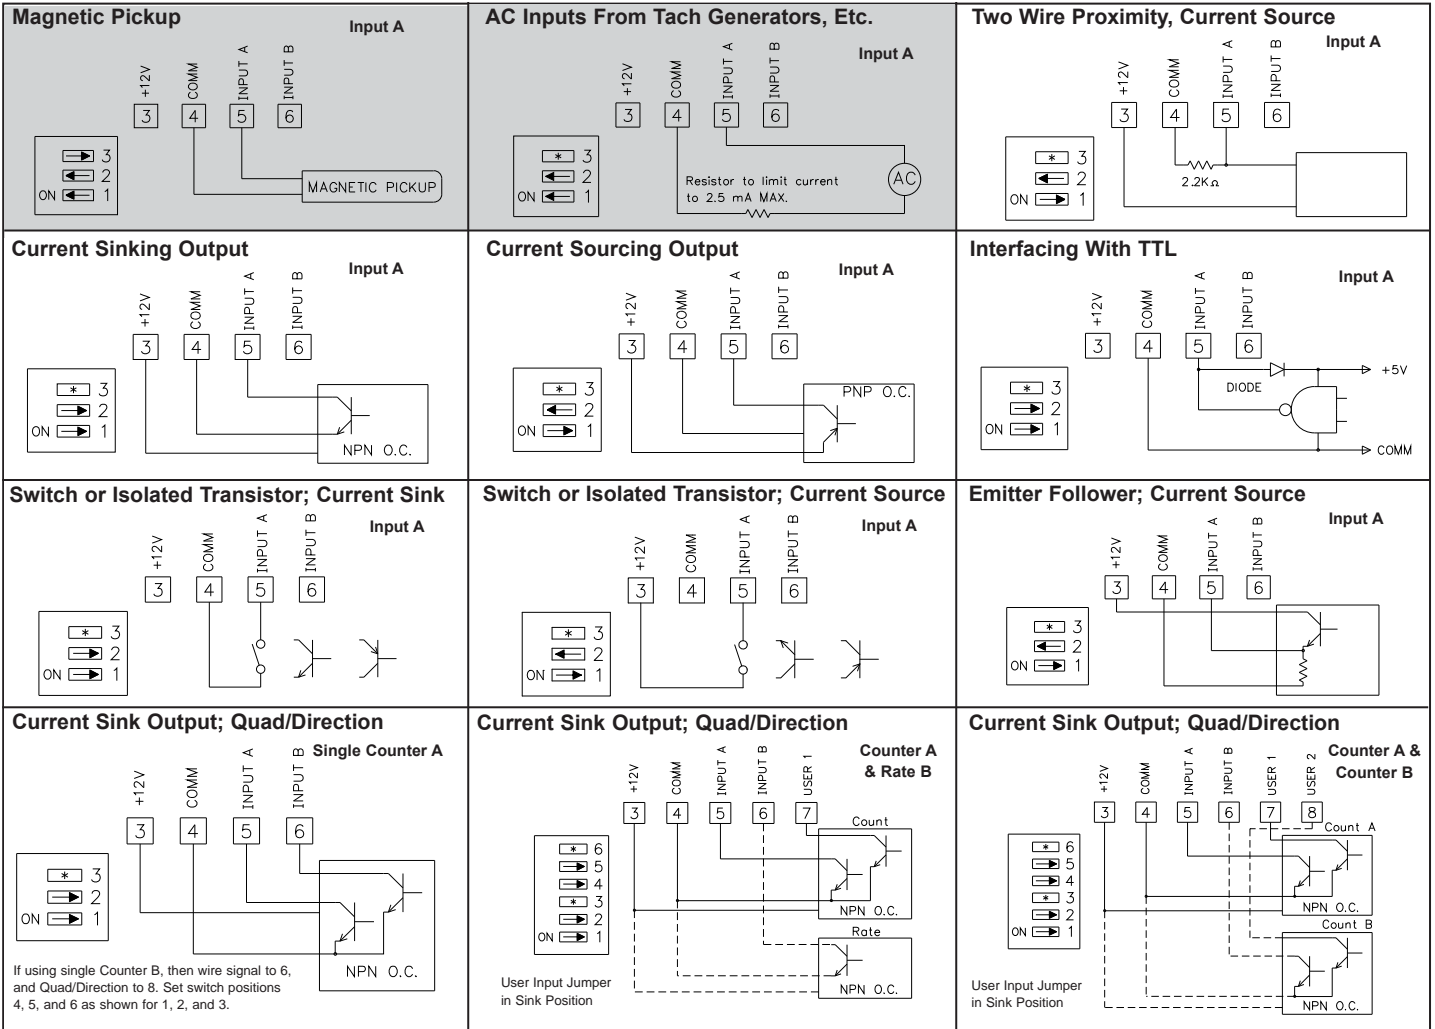 Magnetic Pickup
Input A
+12V COMM INPUT A INPUT B
3 4 5 6
3
2
ON 1
MAGNETIC PICKUP
AC Inputs From Tach Generators, Etc.
Input A
+12V COMM INPUT A INPUT B
3 4 5 6
* 3
2
ON 1
Resistor to limit current
to 2.5 mA MAX.
AC
Two Wire Proximity, Current Source
Input A
+12V COMM INPUT A INPUT B
3 4 5 6
* 3
2
ON 1
2.2KΩ
Current Sinking Output
Input A
+12V COMM INPUT A INPUT B
3 4 5 6
* 3
2
ON 1
NPN O.C.
Current Sourcing Output
Input A
+12V COMM INPUT A INPUT B
3 4 5 6
* 3
2
ON 1
PNP O.C.
Interfacing With TTL
Input A
+12V COMM INPUT A INPUT B
3 4 5 6
* 3
2
ON 1
DIODE
+5V
COMM
Switch or Isolated Transistor; Current Sink
Input A
+12V COMM INPUT A INPUT B
3 4 5 6
* 3
2
ON 1
Switch or Isolated Transistor; Current Source
Input A
+12V COMM INPUT A INPUT B
3 4 5 6
* 3
2
ON 1
Emitter Follower; Current Source
Input A
+12V COMM INPUT A INPUT B
3 4 5 6
* 3
2
ON 1
Current Sink Output; Quad/Direction
Single Counter A
+12V COMM INPUT A INPUT B
3 4 5 6
* 3
2
ON 1
NPN O.C.
If using single Counter B, then wire signal to 6,
and Quad/Direction to 8. Set switch positions
4, 5, and 6 as shown for 1, 2, and 3.
Current Sink Output; Quad/Direction
Counter A
& Rate B
+12V COMM INPUT A INPUT B USER 1
3 4 5 6 7
Count
* 6
5
4
* 3
2
ON 1
NPN O.C.
Rate
NPN O.C.
User Input Jumper
in Sink Position
Current Sink Output; Quad/Direction
Counter A &
Counter B
+12V COMM INPUT A INPUT B USER 1 USER 2
3 4 5 6 7 8
Count A
* 6
5
4
* 3
2
ON 1
NPN O.C.
Count B
NPN O.C.
User Input Jumper
in Sink Position